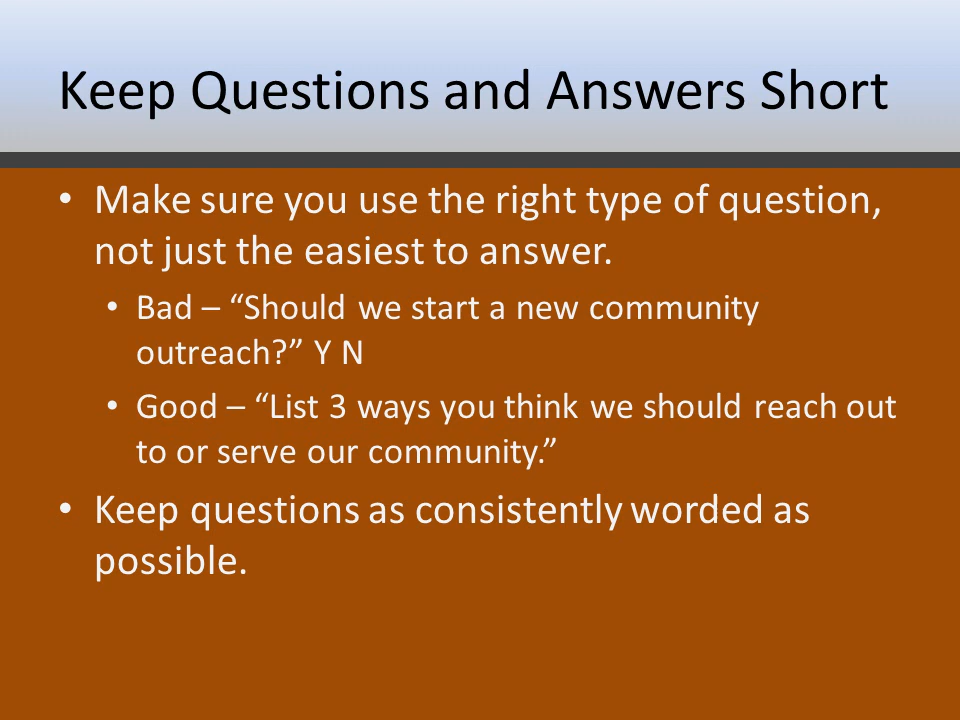 Keep Questions and Answers Short
• Make sure you use the right type of question,
not just the easiest to answer.
• Bad – “Should we start a new community
outreach?” Y N
• Good – “List 3 ways you think we should reach out
to or serve our community.”
• Keep questions as consistently worded as
possible.